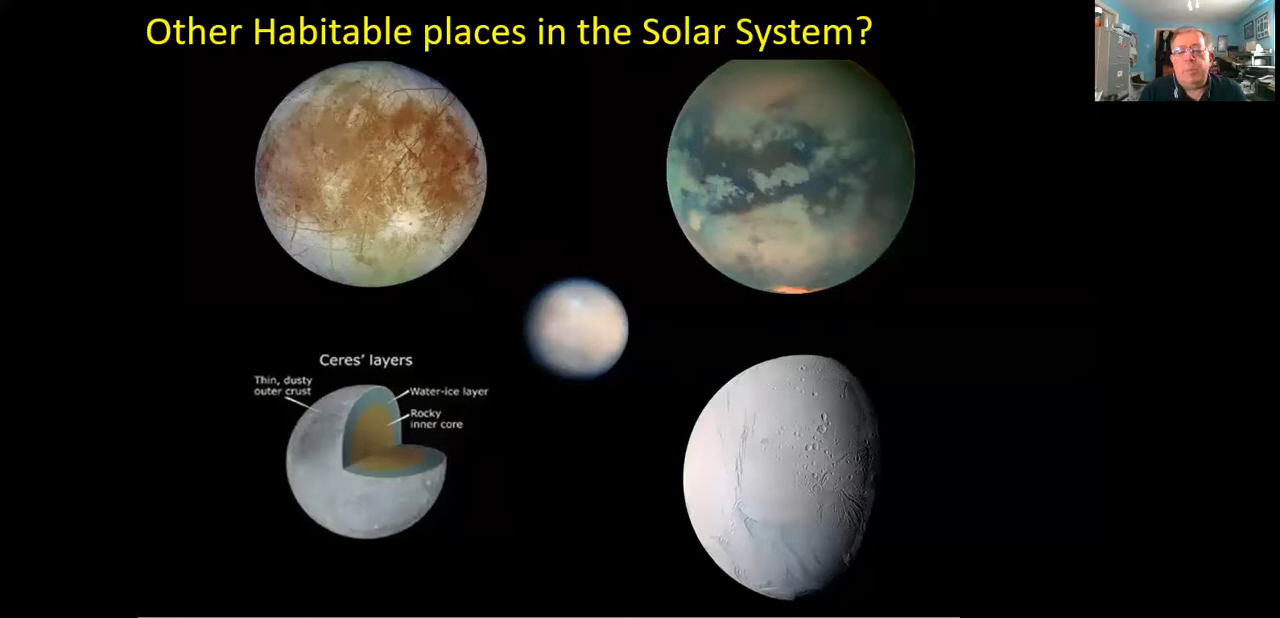 Other Habitable places in the Solar System?
Ceres' layers
Thin, dusty
outer crust
Water-ice layer
Rocky
inner core